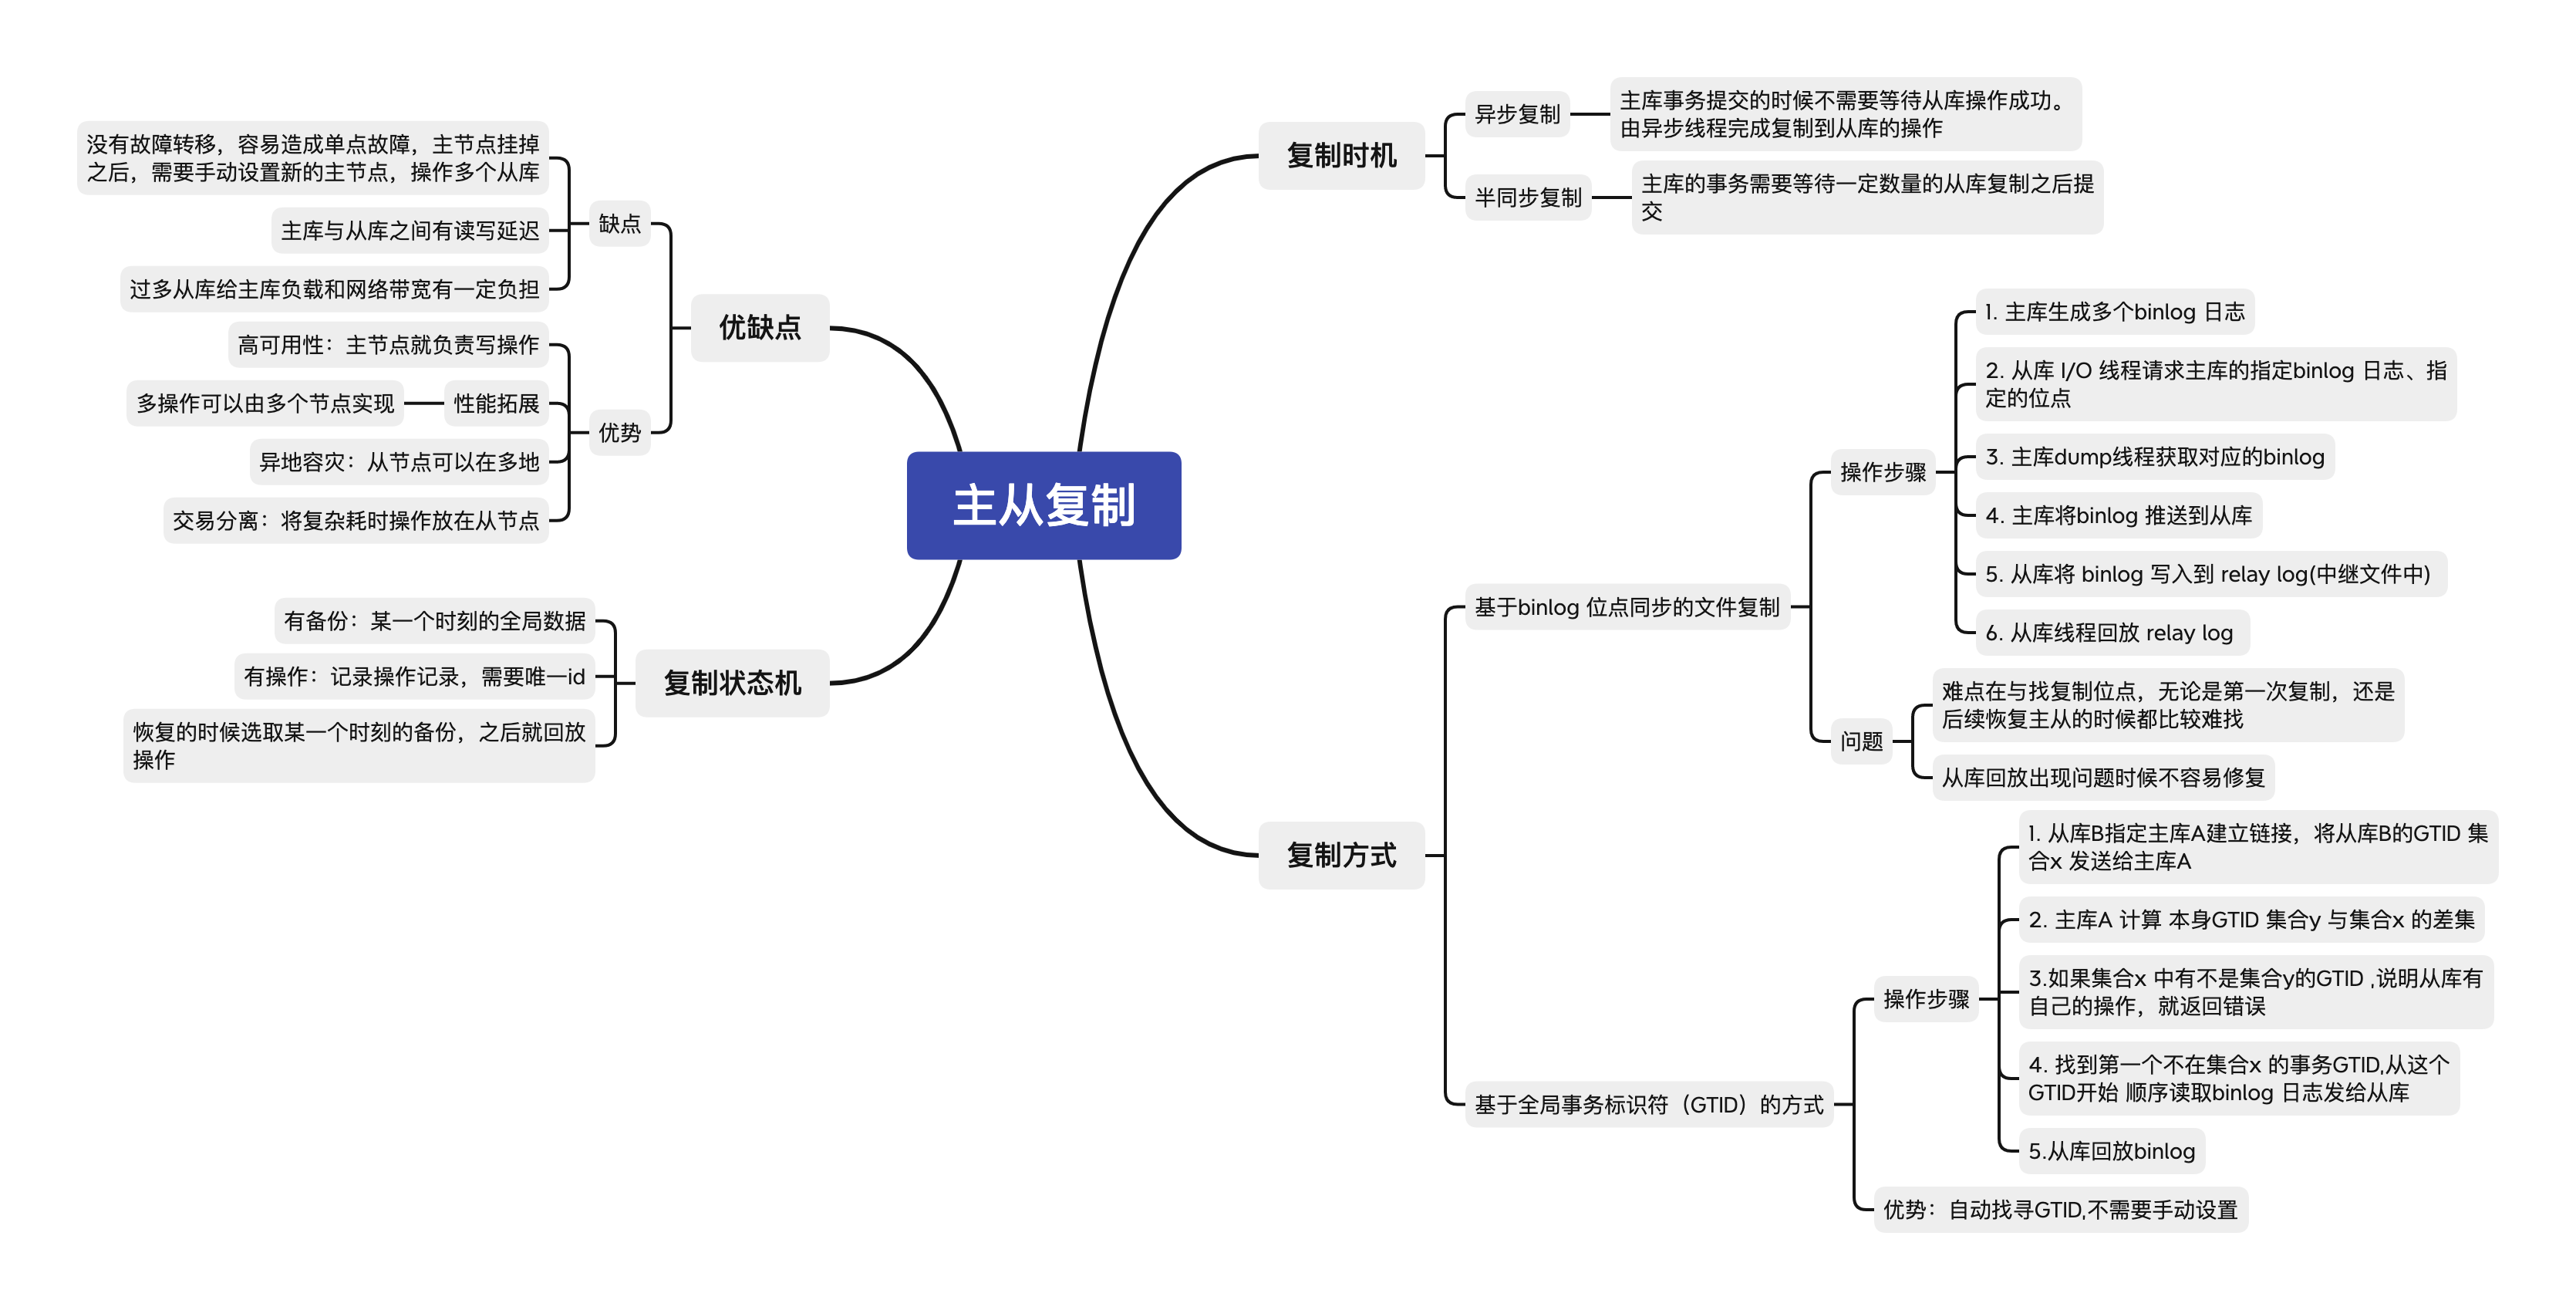 主从复制
复制时机
异步复制
主库事务提交的时候不需要等待从库操作成功。
由异步线程完成复制到从库的操作
半同步复制
主库的事务需要等待一定数量的从库复制之后提
交
复制方式
基于binlog 位点同步的文件复制
操作步骤
1. 主库生成多个binlog 日志
2. 从库 I/O 线程请求主库的指定binlog 日志、指
定的位点
3. 主库dump线程获取对应的binlog
4. 主库将binlog 推送到从库
5. 从库将 binlog 写入到 relay log(中继文件中)
6. 从库线程回放 relay log
问题
难点在与找复制位点，无论是第一次复制，还是
后续恢复主从的时候都比较难找
从库回放出现问题时候不容易修复
基于全局事务标识符（GTID）的方式
操作步骤
1. 从库B指定主库A建立链接，将从库B的GTID 集
合x 发送给主库A
2. 主库A 计算 本身GTID 集合y 与集合x 的差集
3.如果集合x 中有不是集合y的GTID ,说明从库有
自己的操作，就返回错误
4. 找到第一个不在集合x 的事务GTID,从这个
GTID开始 顺序读取binlog 日志发给从库
5.从库回放binlog
优势：自动找寻GTID,不需要手动设置
优缺点
缺点
没有故障转移，容易造成单点故障，主节点挂掉
之后，需要手动设置新的主节点，操作多个从库
主库与从库之间有读写延迟
过多从库给主库负载和网络带宽有一定负担
优势
高可用性：主节点就负责写操作
性能拓展
多操作可以由多个节点实现
异地容灾：从节点可以在多地
交易分离：将复杂耗时操作放在从节点
复制状态机
有备份：某一个时刻的全局数据
有操作：记录操作记录，需要唯一id
恢复的时候选取某一个时刻的备份，之后就回放
操作